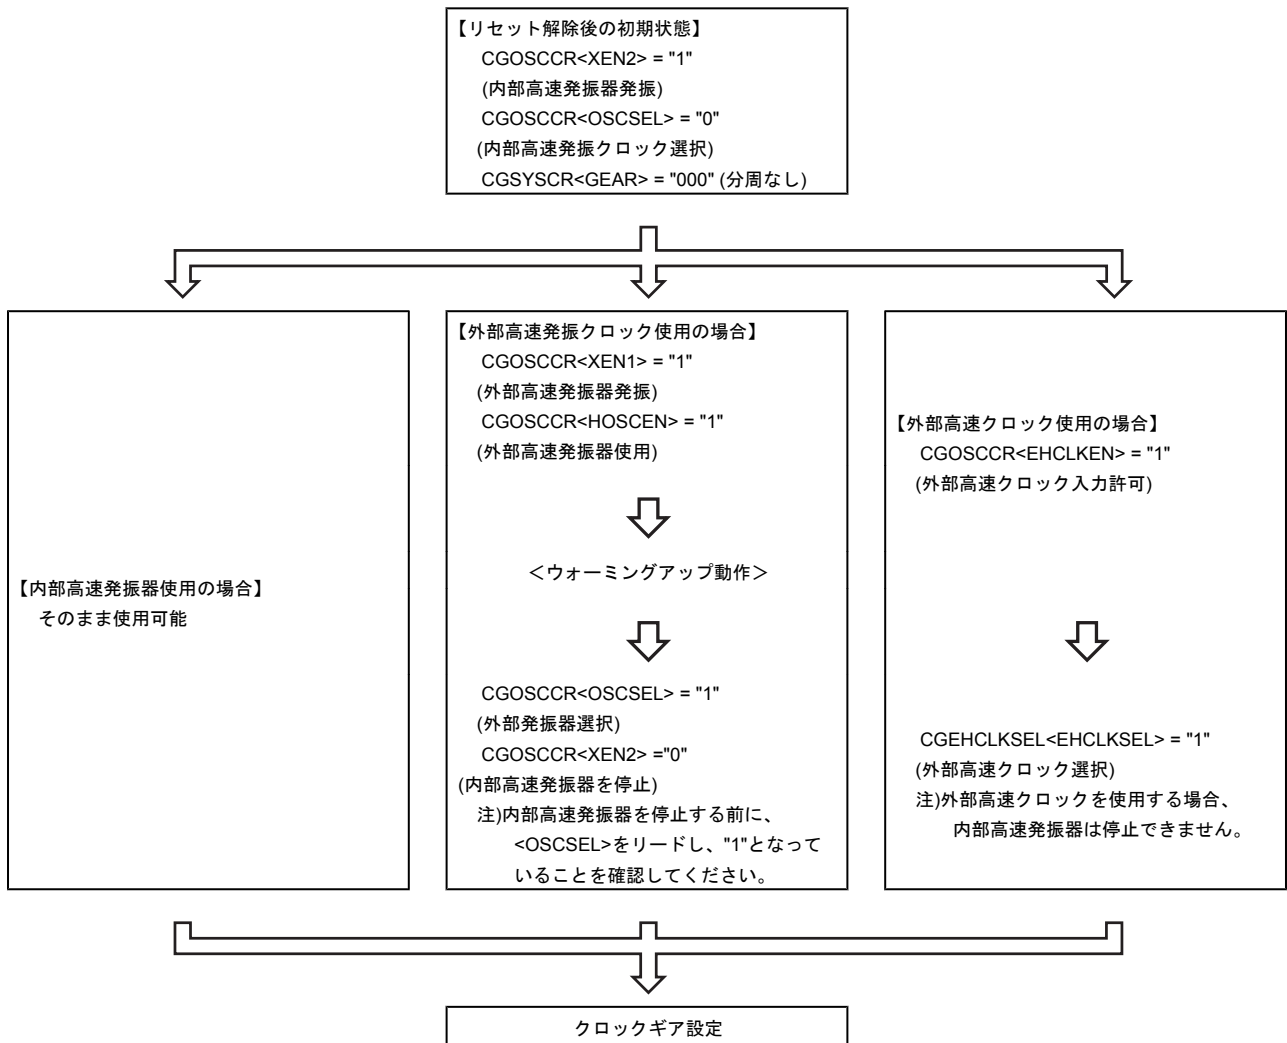 【リセット解除後の初期状態】
CGOSCCR<XEN2> = "1"
(内部高速発振器発振)
CGOSCCR<OSCSEL> = "0"
(内部高速発振クロック選択)
CGSYSCR<GEAR> = "000" (分周なし)
【内部高速発振器使用の場合】
そのまま使用可能
【外部高速発振クロック使用の場合】
CGOSCCR<XEN1> = "1"
(外部高速発振器発振)
CGOSCCR<HOSCEN> = "1"
(外部高速発振器使用)
＜ウォーミングアップ動作＞
CGOSCCR<OSCSEL> = "1"
(外部発振器選択)
CGOSCCR<XEN2> ="0"
(内部高速発振器を停止)
注)内部高速発振器を停止する前に、
<OSCSEL>をリードし、"1"となって
いることを確認してください。
【外部高速クロック使用の場合】
CGOSCCR<EHCLKEN> = "1"
(外部高速クロック入力許可)
CGEHCLKSEL<EHCLKSEL> = "1"
(外部高速クロック選択)
注)外部高速クロックを使用する場合、
内部高速発振器は停止できません。
クロックギア設定